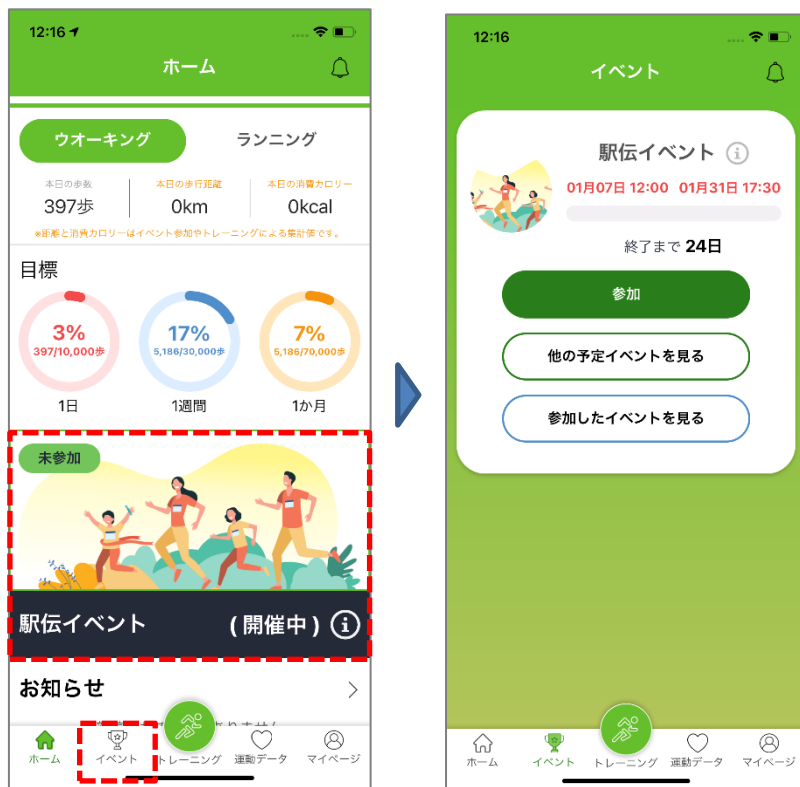 12:16
ホーム
ウオーキング
ランニング
本日の歩数
本日の歩行距離
本日の消費カロリー
397歩
0km
0kcal
※距離と消費カロリーはイベント参加やトレーニングによる集計値です。
目標
3%
397/10,000歩
17%
5,186/30,000歩
7%
5,186/70,000歩
1日
1週間
1か月
未参加
駅伝イベント
(開催中)
お知らせ
ホーム
イベント
トレーニング
運動データ
マイページ
12:16
イベント
駅伝イベント
01月07日 12:00 01月31日 17:30
終了まで 24日
参加
他の予定イベントを見る
参加したイベントを見る
ホーム
イベント
トレーニング
運動データ
マイページ